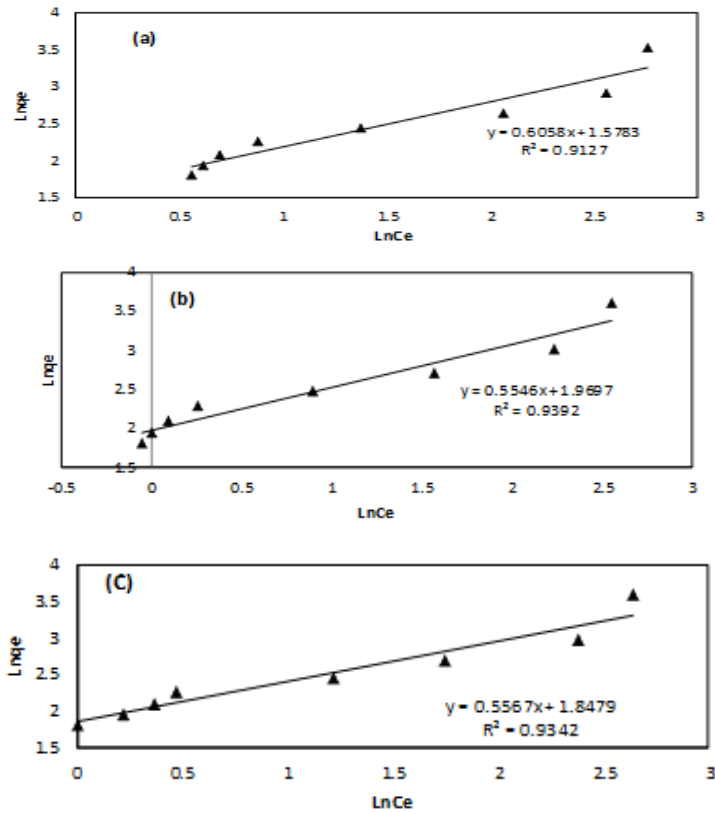 (a)
4
3.5
3
2.5
2
1.5
Lnqe
y = 0.6058x+1.5783
R² = 0.9127
0 0.5 1 1.5 2 2.5 3
LnCe
(b)
4
3.5
3
2.5
2
1.5
Lnqe
y = 0.5546x+1.9697
R² = 0.9392
-0.5 0 0.5 1 1.5 2 2.5 3
LnCe
(C)
4
3.5
3
2.5
2
1.5
Lnqe
y = 0.5567x+1.8479
R² = 0.9342
0 0.5 1 1.5 2 2.5 3
LnCe